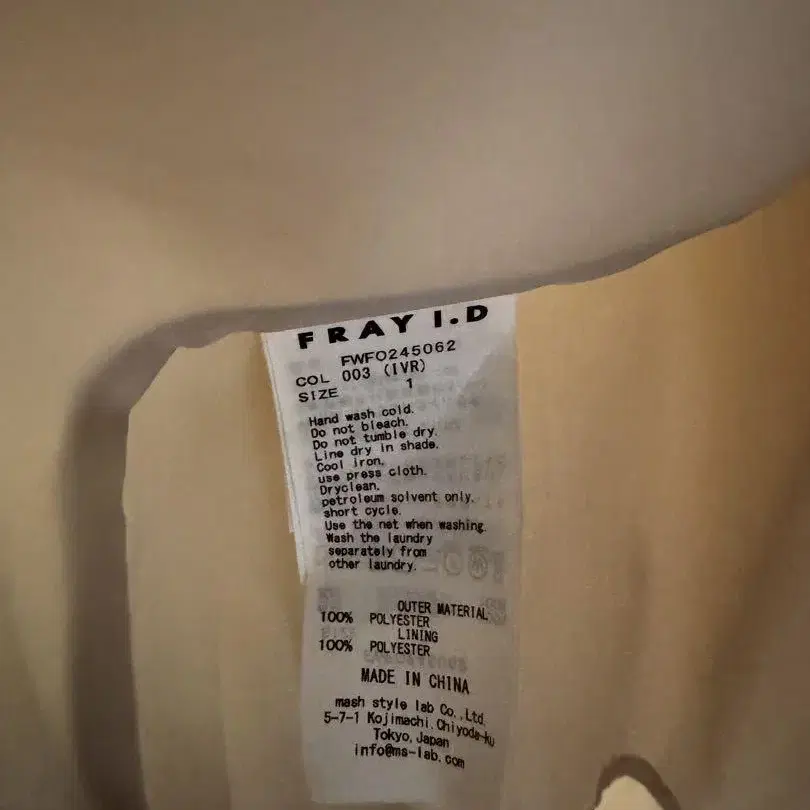 FRAY I.D
FWFO245062
COL 003 (IVR)
SIZE 1
Hand wash cold.
Do not bleach.
Do not tumble dry.
Line dry in shade.
Cool iron.
use press cloth.
Dryclean.
petroleum solvent only.
short cycle.
Use the net when washing.
Wash the laundry
separately from
other laundry.
OUTER MATERIAL
100% POLYESTER
LINING
100% POLYESTER
MADE IN CHINA
mash style lab Co.,Ltd.
5-7-1 Kojimachi,Chiyoda-ku
Tokyo,Japan
info@ms-lab.com